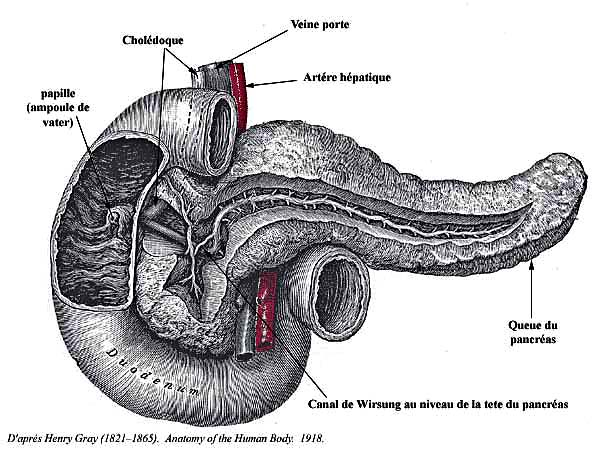 Veine porte
Cholédoque
Artére hépatique
papille
(ampoule de
vater)
Queue du
pancréas
Duodenum
Canal de Wirsung au niveau de la tete du pancréas
D'aprés Henry Gray (1821–1865). Anatomy of the Human Body. 1918.